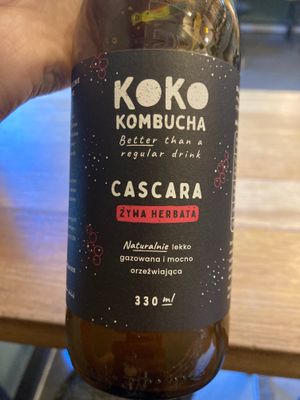 KOKO
KOMBUCHA
Better than a
regular drink
CASCARA
ŻYWA HERBATA
Naturalnie lekko
gazowana i mocno
orzeźwiająca
330 ml